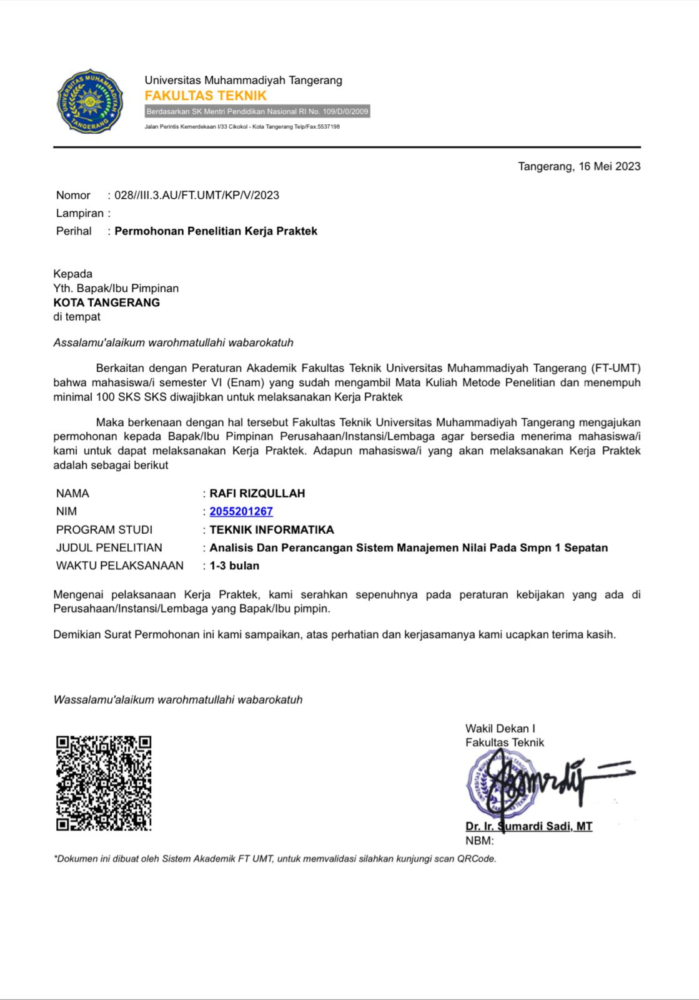 UNIVERSITAS MUHAMMADIYAH
TANGERANG
Universitas Muhammadiyah Tangerang
FAKULTAS TEKNIK
Berdasarkan SK Mentri Pendidikan Nasional RI No. 109/D/0/2009
Jalan Perintis Kemerdekaan I/33 Cikokol - Kota Tangerang Telp/Fax.5537198
Tangerang, 16 Mei 2023
Nomor : 028//III.3.AU/FT.UMT/KP/V/2023
Lampiran :
Perihal : Permohonan Penelitian Kerja Praktek
Kepada
Yth. Bapak/Ibu Pimpinan
KOTA TANGERANG
di tempat
Assalamu'alaikum warohmatullahi wabarokatuh
Berkaitan dengan Peraturan Akademik Fakultas Teknik Universitas Muhammadiyah Tangerang (FT-UMT)
bahwa mahasiswa/i semester VI (Enam) yang sudah mengambil Mata Kuliah Metode Penelitian dan menempuh
minimal 100 SKS SKS diwajibkan untuk melaksanakan Kerja Praktek
Maka berkenaan dengan hal tersebut Fakultas Teknik Universitas Muhammadiyah Tangerang mengajukan
permohonan kepada Bapak/Ibu Pimpinan Perusahaan/Instansi/Lembaga agar bersedia menerima mahasiswa/i
kami untuk dapat melaksanakan Kerja Praktek. Adapun mahasiswa/i yang akan melaksanakan Kerja Praktek
adalah sebagai berikut
NAMA : RAFI RIZQULLAH
NIM : 2055201267
PROGRAM STUDI : TEKNIK INFORMATIKA
JUDUL PENELITIAN : Analisis Dan Perancangan Sistem Manajemen Nilai Pada Smpn 1 Sepatan
WAKTU PELAKSANAAN : 1-3 bulan
Mengenai pelaksanaan Kerja Praktek, kami serahkan sepenuhnya pada peraturan kebijakan yang ada di
Perusahaan/Instansi/Lembaga yang Bapak/Ibu pimpin.
Demikian Surat Permohonan ini kami sampaikan, atas perhatian dan kerjasamanya kami ucapkan terima kasih.
Wassalamu'alaikum warohmatullahi wabarokatuh
Wakil Dekan I
Fakultas Teknik
Dr. Ir. Sumardi Sadi, MT
NBM:
*Dokumen ini dibuat oleh Sistem Akademik FT UMT, untuk memvalidasi silahkan kunjungi scan QRCode.